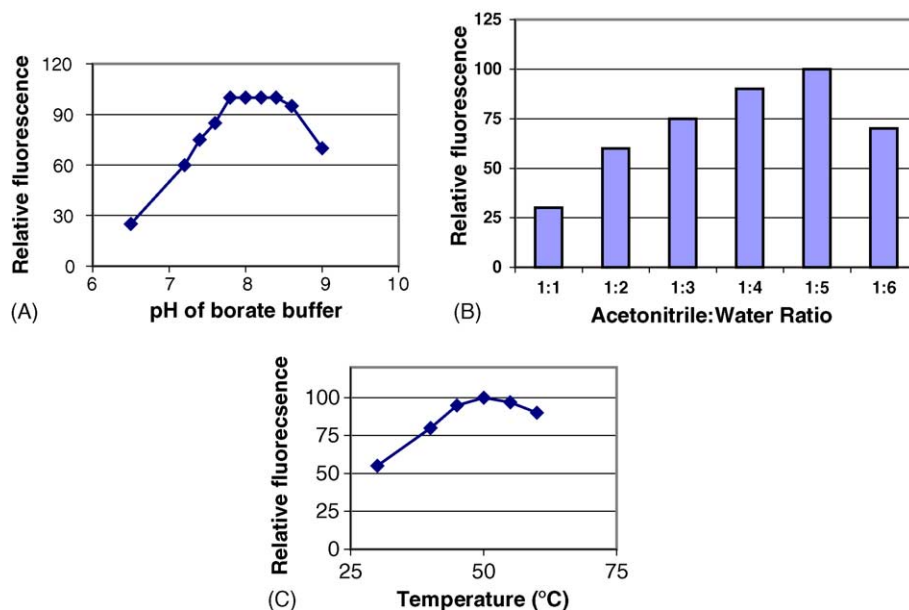 Relative fluorescence
120
90
60
30
0
6 7 8 9 10
pH of borate buffer
(A)
Relative fluorescence
125
100
75
50
25
0
1:1 1:2 1:3 1:4 1:5 1:6
Acetonitrile:Water Ratio
(B)
Relative fluorecsence
100
75
50
25
0
25 50 75
Temperature (°C)
(C)